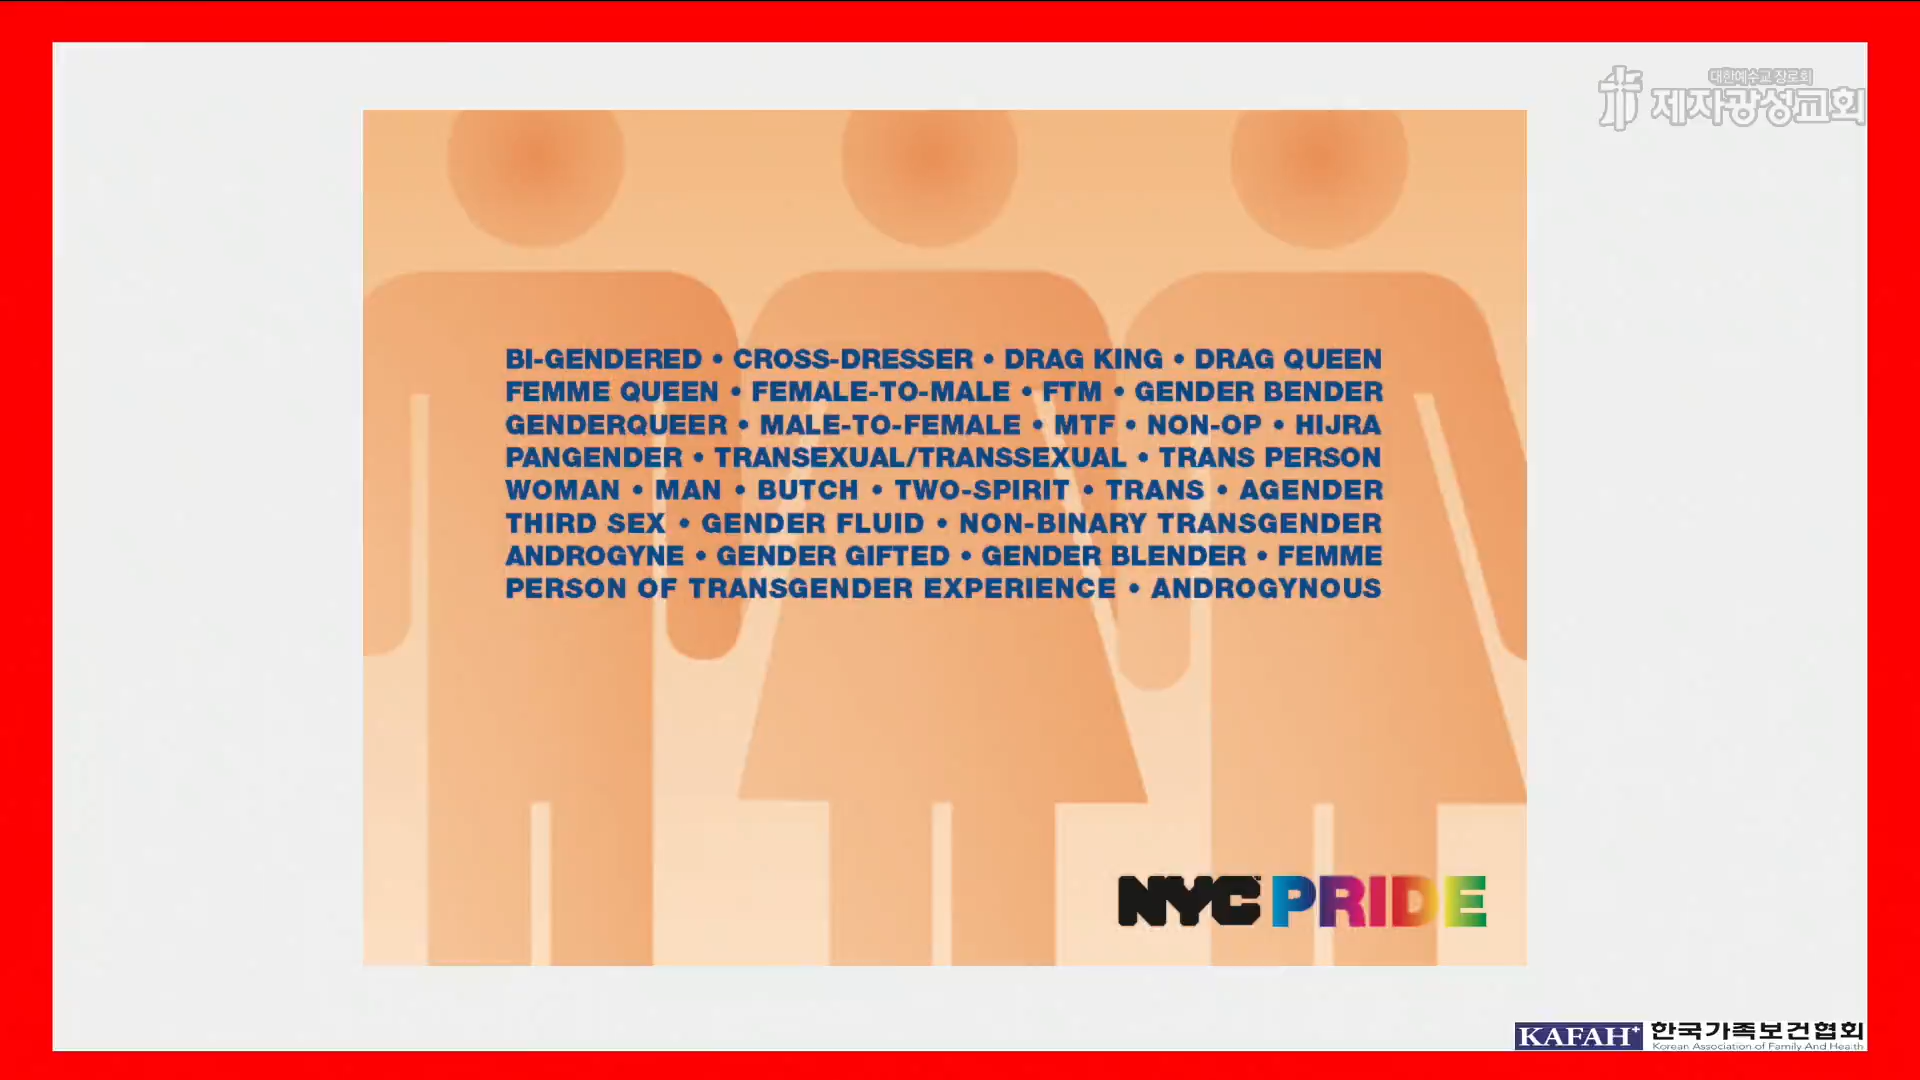 대한예수교 장로회
제자광성교회
BI-GENDERED • CROSS-DRESSER • DRAG KING • DRAG QUEEN
FEMME QUEEN • FEMALE-TO-MALE • FTM • GENDER BENDER
GENDERQUEER • MALE-TO-FEMALE • MTF • NON-OP • HIJRA
PANGENDER • TRANSEXUAL/TRANSSEXUAL • TRANS PERSON
WOMAN • MAN • BUTCH • TWO-SPIRIT • TRANS • AGENDER
THIRD SEX • GENDER FLUID • NON-BINARY TRANSGENDER
ANDROGYNE • GENDER GIFTED • GENDER BLENDER • FEMME
PERSON OF TRANSGENDER EXPERIENCE • ANDROGYNOUS
NYC PRIDE
KAFAH+ 한국가족보건협회
Korean Association of Family And Health